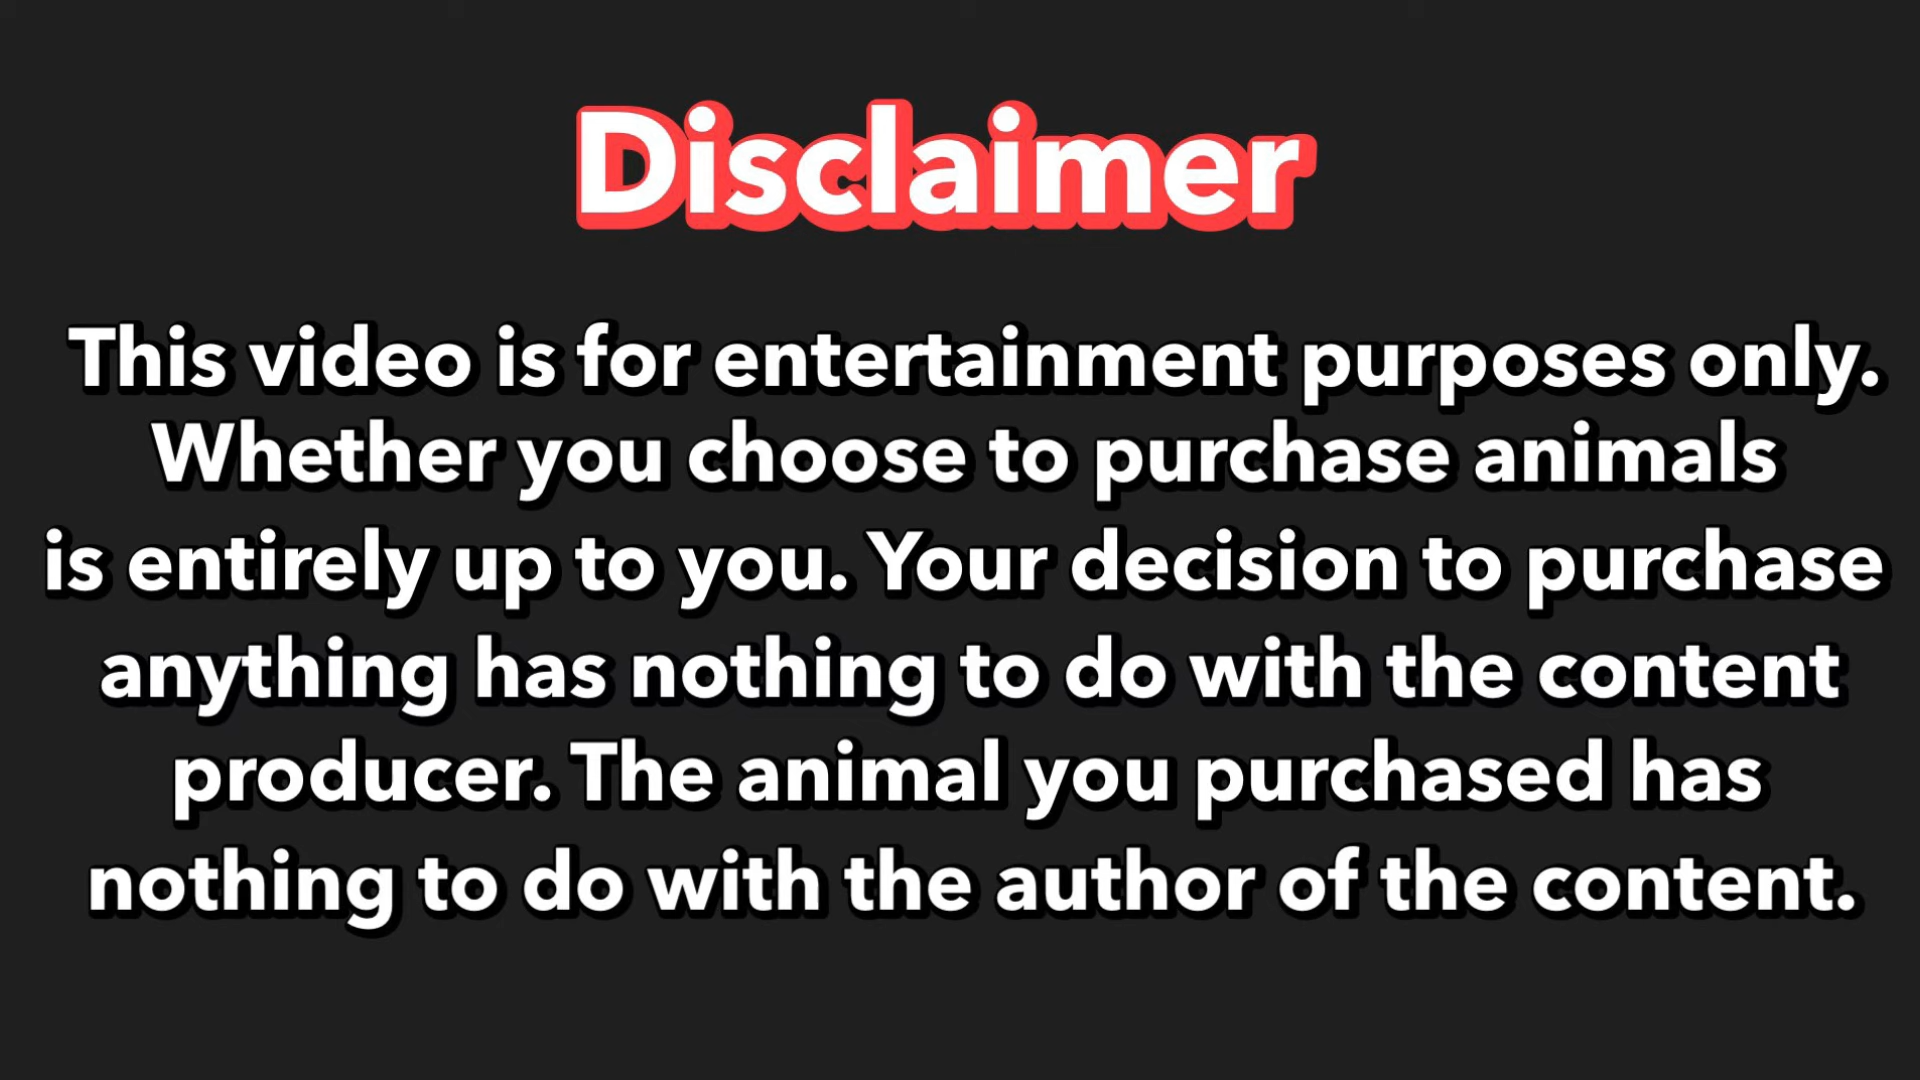 Disclaimer
This video is for entertainment purposes only.
Whether you choose to purchase animals
is entirely up to you. Your decision to purchase
anything has nothing to do with the content
producer. The animal you purchased has
nothing to do with the author of the content.